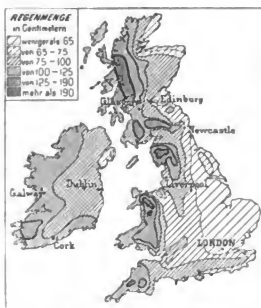 REGENMENGE
in Centimetern
weniger als 65
von 65-75
von 75-100
von 100-125
von 125-190
mehr als 190
Glasgow
Edinburg
Newcastle
Dublin
Galway
Liverpool
Cork
LONDON